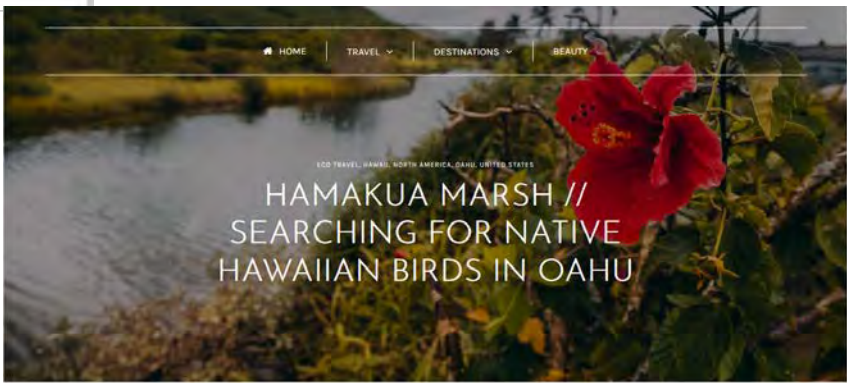 HOME TRAVEL DESTINATIONS BEAUTY
ECO TRAVEL, HAWAII, NORTH AMERICA, OAHU, UNITED STATES
HAMAKUA MARSH //
SEARCHING FOR NATIVE
HAWAIIAN BIRDS IN OAHU